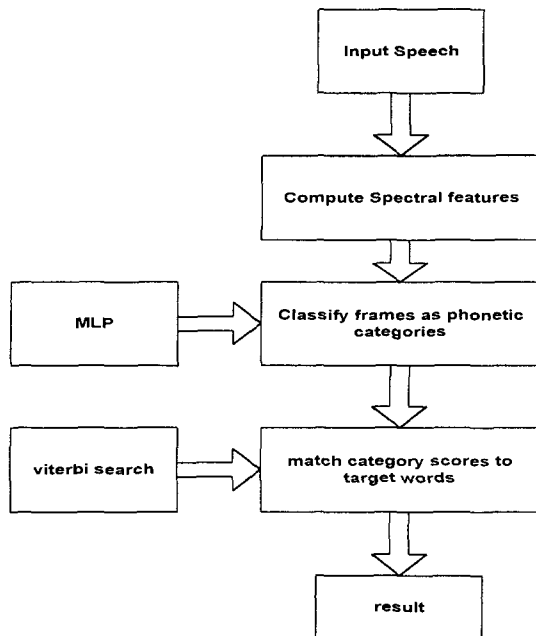 Input Speech
Compute Spectral features
MLP
Classify frames as phonetic
categories
viterbi search
match category scores to
target words
result